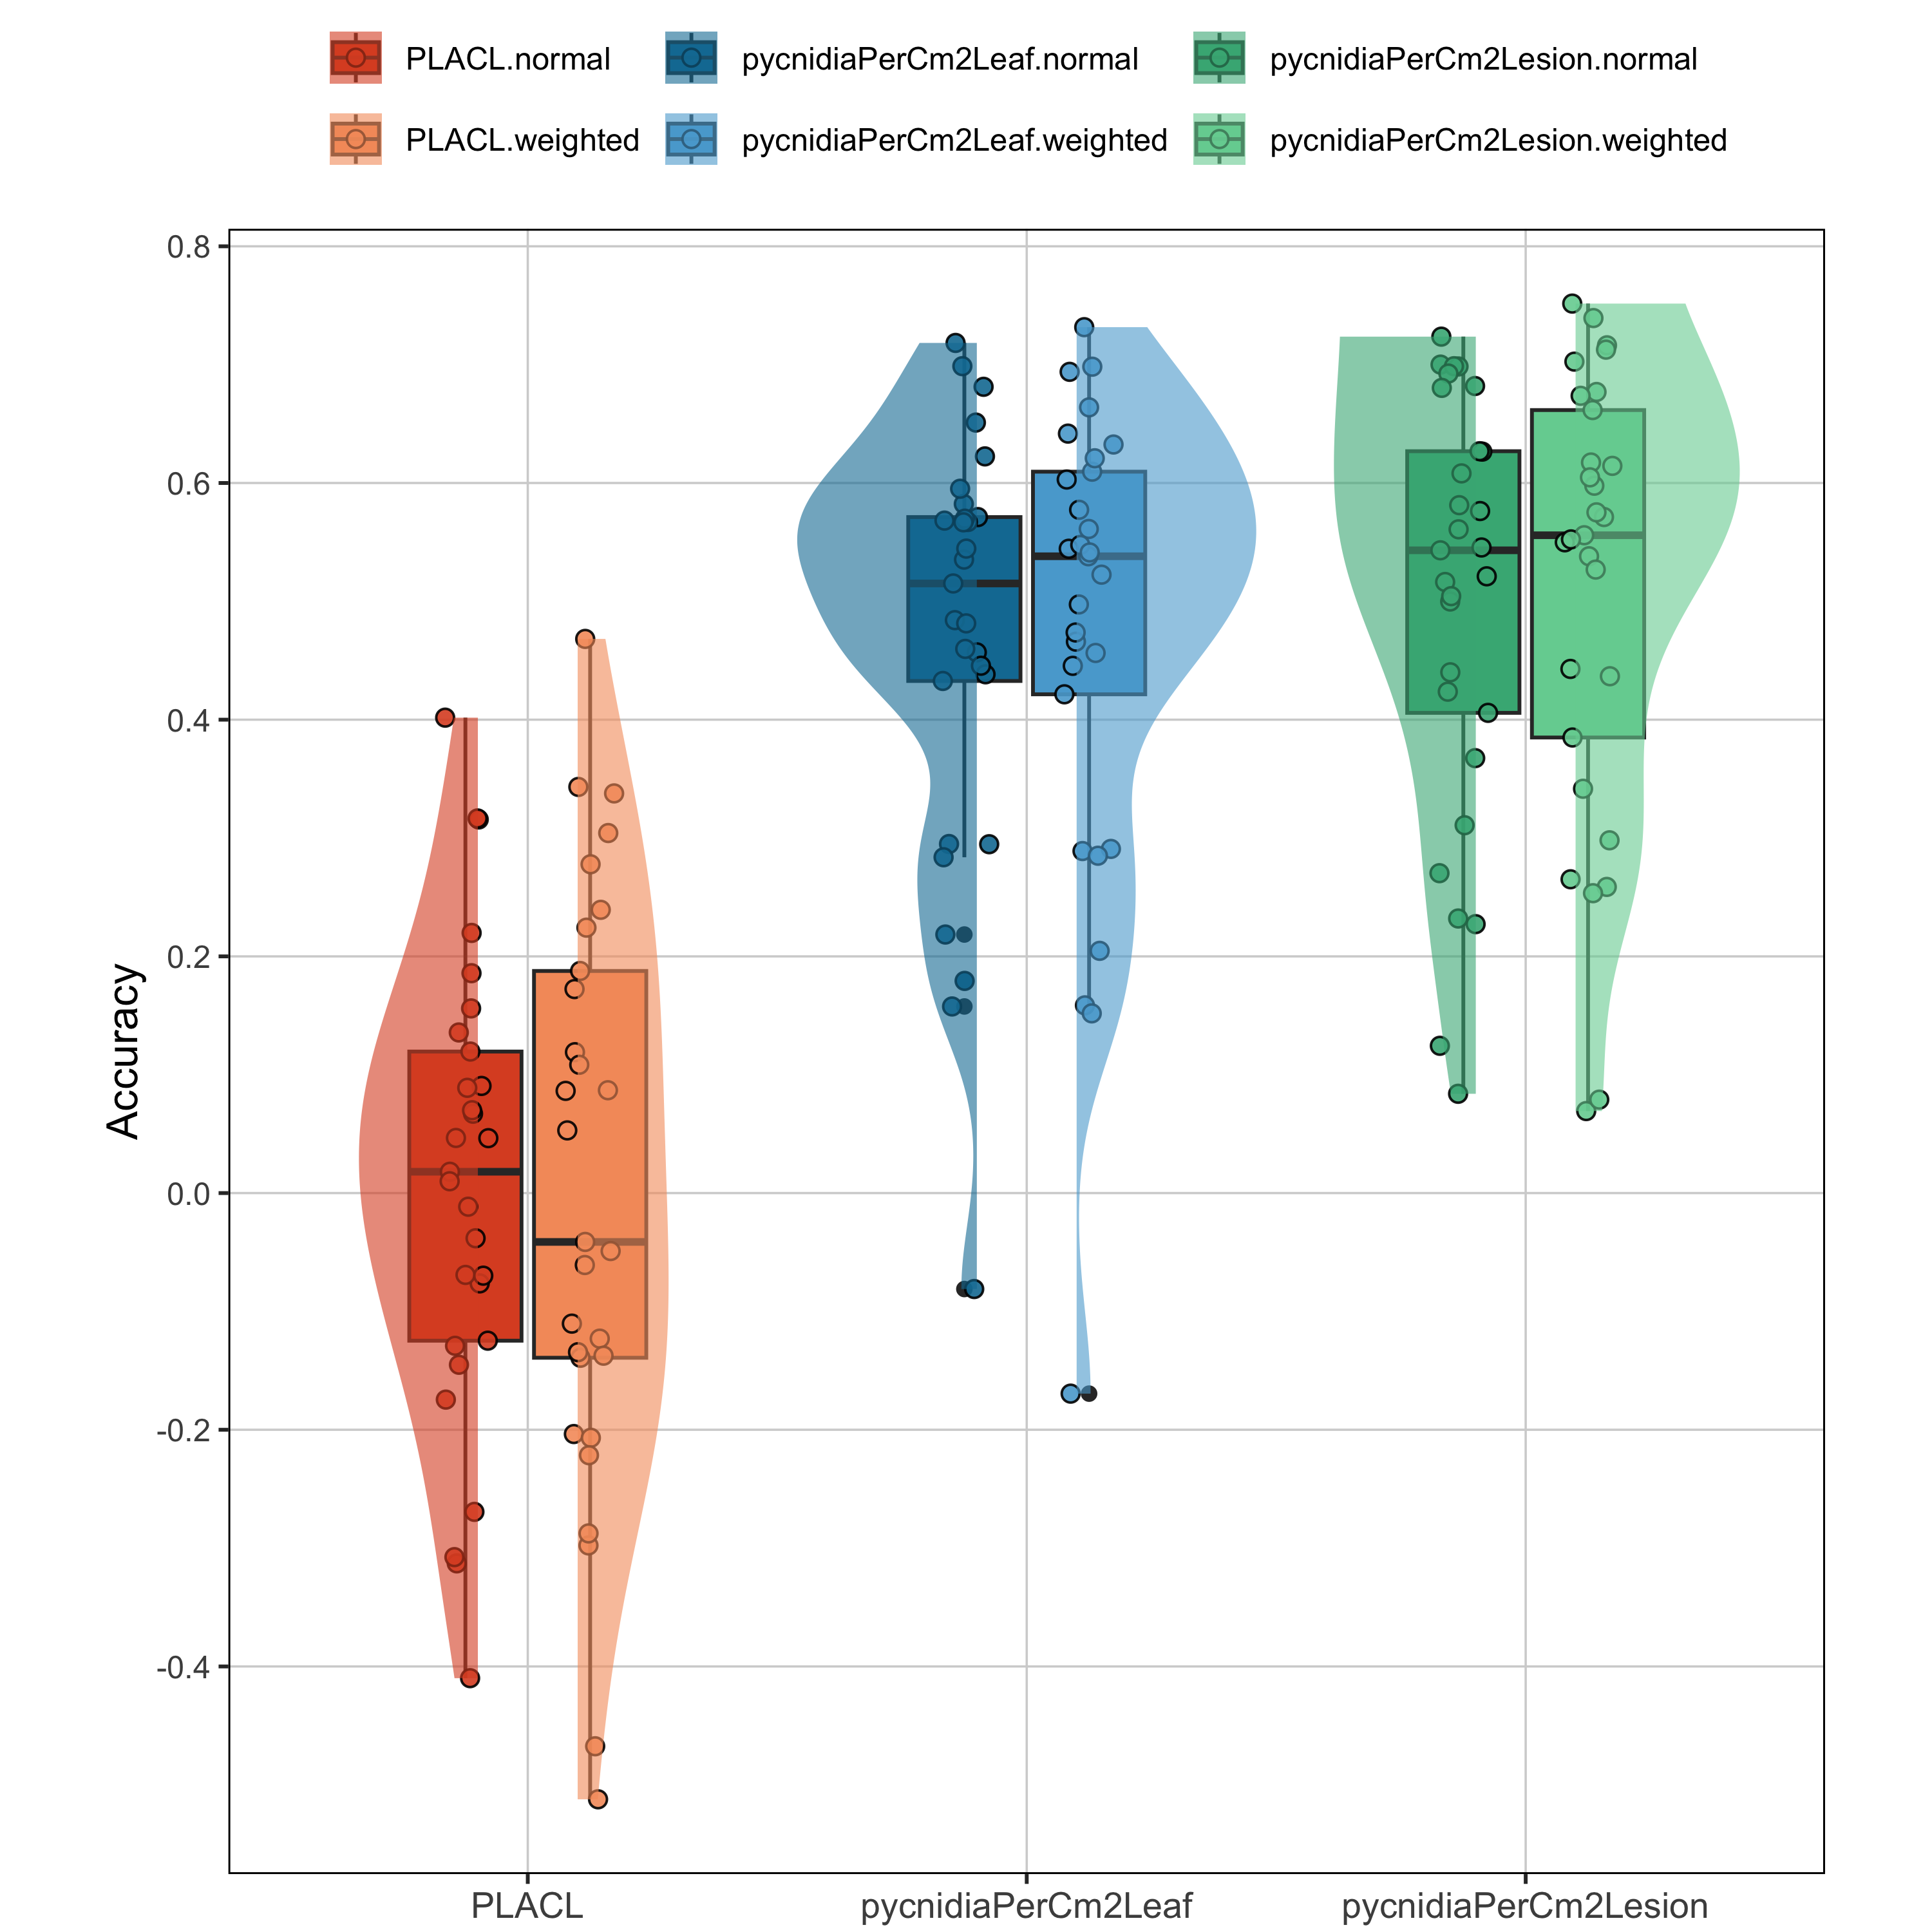 PLACL.normal pycnidiaPerCm2Leaf.normal pycnidiaPerCm2Lesion.normal
PLACL.weighted pycnidiaPerCm2Leaf.weighted pycnidiaPerCm2Lesion.weighted
0.8
0.6
0.4
0.2
0.0
-0.2
-0.4
Accuracy
PLACL pycnidiaPerCm2Leaf pycnidiaPerCm2Lesion